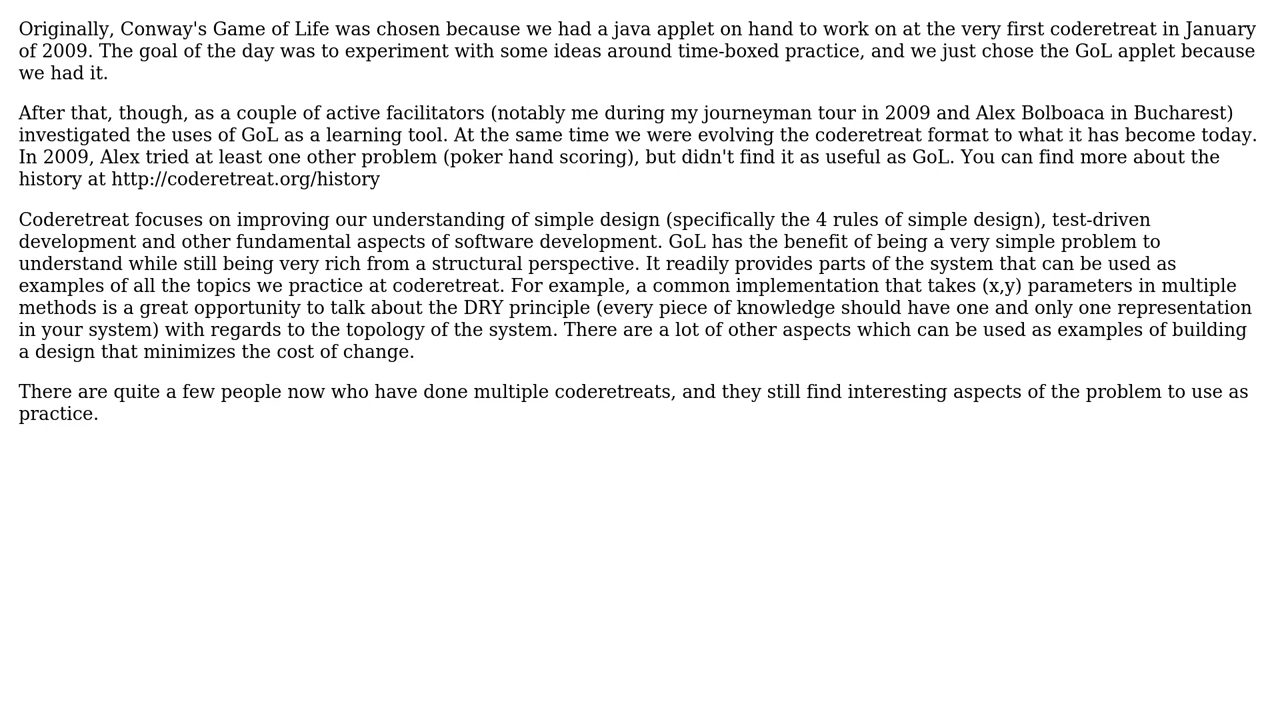 Originally, Conway's Game of Life was chosen because we had a java applet on hand to work on at the very first coderetreat in January
of 2009. The goal of the day was to experiment with some ideas around time-boxed practice, and we just chose the GoL applet because
we had it.
After that, though, as a couple of active facilitators (notably me during my journeyman tour in 2009 and Alex Bolboaca in Bucharest)
investigated the uses of GoL as a learning tool. At the same time we were evolving the coderetreat format to what it has become today.
In 2009, Alex tried at least one other problem (poker hand scoring), but didn't find it as useful as GoL. You can find more about the
history at http://coderetreat.org/history
Coderetreat focuses on improving our understanding of simple design (specifically the 4 rules of simple design), test-driven
development and other fundamental aspects of software development. GoL has the benefit of being a very simple problem to
understand while still being very rich from a structural perspective. It readily provides parts of the system that can be used as
examples of all the topics we practice at coderetreat. For example, a common implementation that takes (x,y) parameters in multiple
methods is a great opportunity to talk about the DRY principle (every piece of knowledge should have one and only one representation
in your system) with regards to the topology of the system. There are a lot of other aspects which can be used as examples of building
a design that minimizes the cost of change.
There are quite a few people now who have done multiple coderetreats, and they still find interesting aspects of the problem to use as
practice.